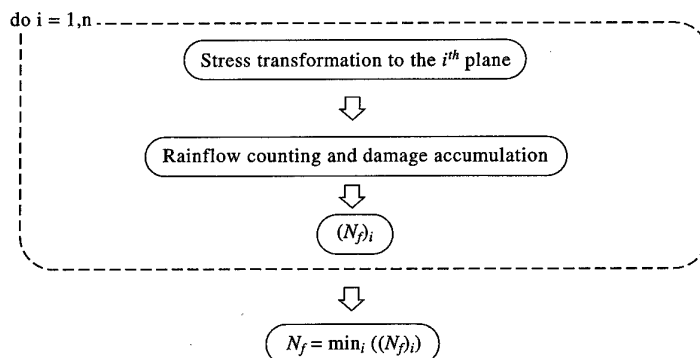 do i = 1,n
Stress transformation to the i^th plane
Rainflow counting and damage accumulation
(N_f)_i
N_f = min_i ((N_f)_i)